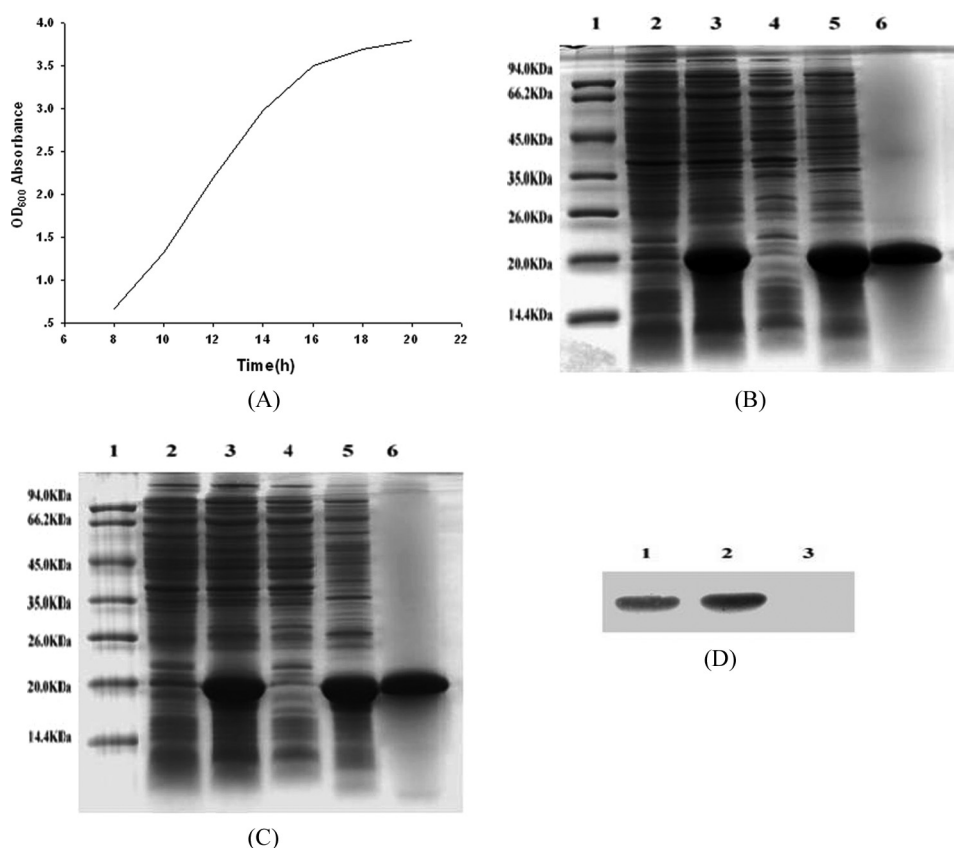 4.0
3.5
3.0
2.5
2.0
1.5
1.0
.5
OD600 Absorbance
6 8 10 12 14 16 18 20 22
Time(h)
(A)
1 2 3 4 5 6
94.0KDa
66.2KDa
45.0KDa
35.0KDa
26.0KDa
20.0KDa
14.4KDa
(B)
1 2 3 4 5 6
94.0KDa
66.2KDa
45.0KDa
35.0KDa
26.0KDa
20.0KDa
14.4KDa
(C)
1 2 3
(D)